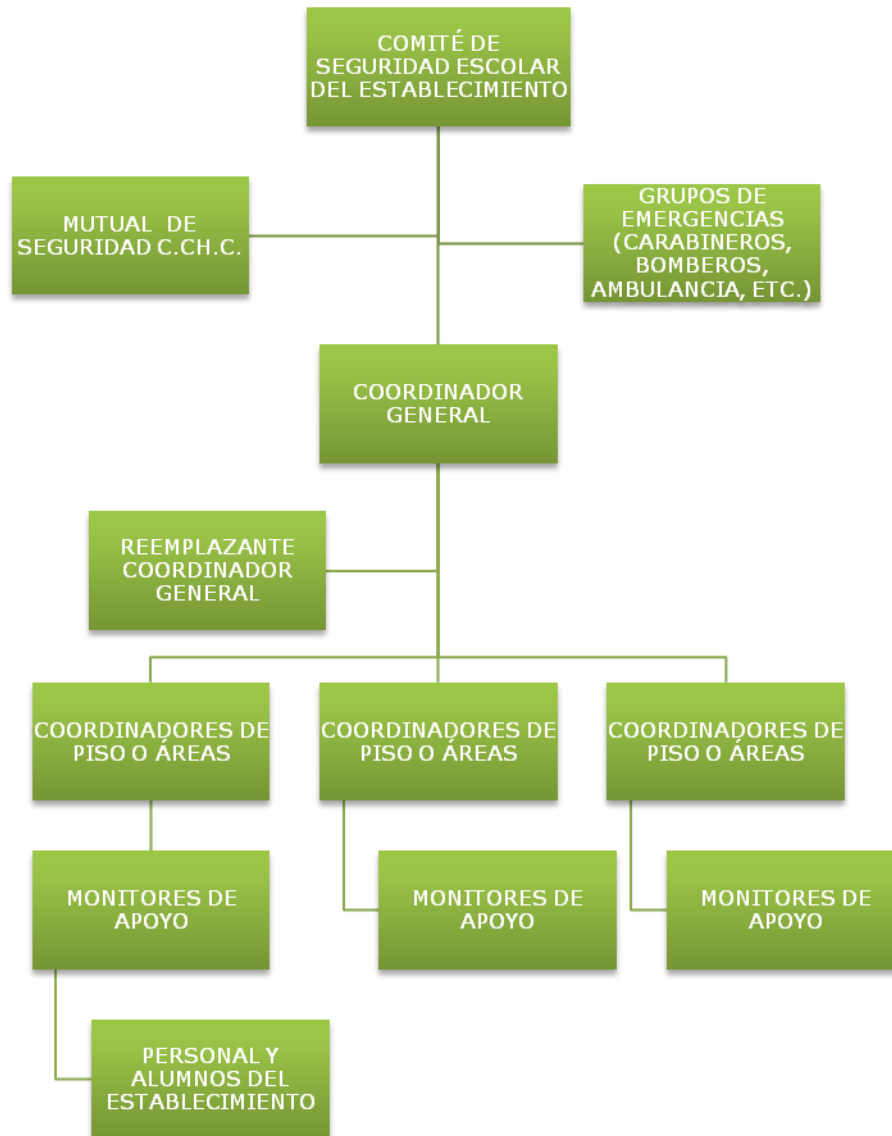 COMITÉ DE
SEGURIDAD ESCOLAR
DEL ESTABLECIMIENTO
MUTUAL DE
SEGURIDAD C.CH.C.
GRUPOS DE
EMERGENCIAS
(CARABINEROS,
BOMBEROS,
AMBULANCIA, ETC.)
COORDINADOR
GENERAL
REEMPLAZANTE
COORDINADOR
GENERAL
COORDINADORES DE
PISO O ÁREAS
COORDINADORES DE
PISO O ÁREAS
COORDINADORES DE
PISO O ÁREAS
MONITORES DE
APOYO
MONITORES DE
APOYO
MONITORES DE
APOYO
PERSONAL Y
ALUMNOS DEL
ESTABLECIMIENTO